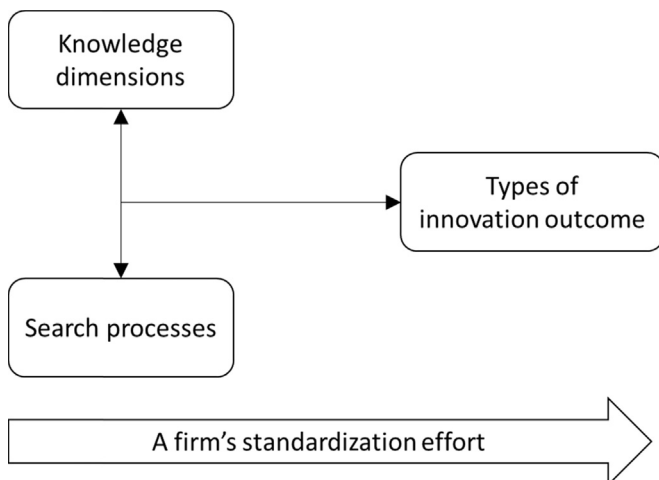 Knowledge
dimensions
Types of
innovation outcome
Search processes
A firm's standardization effort